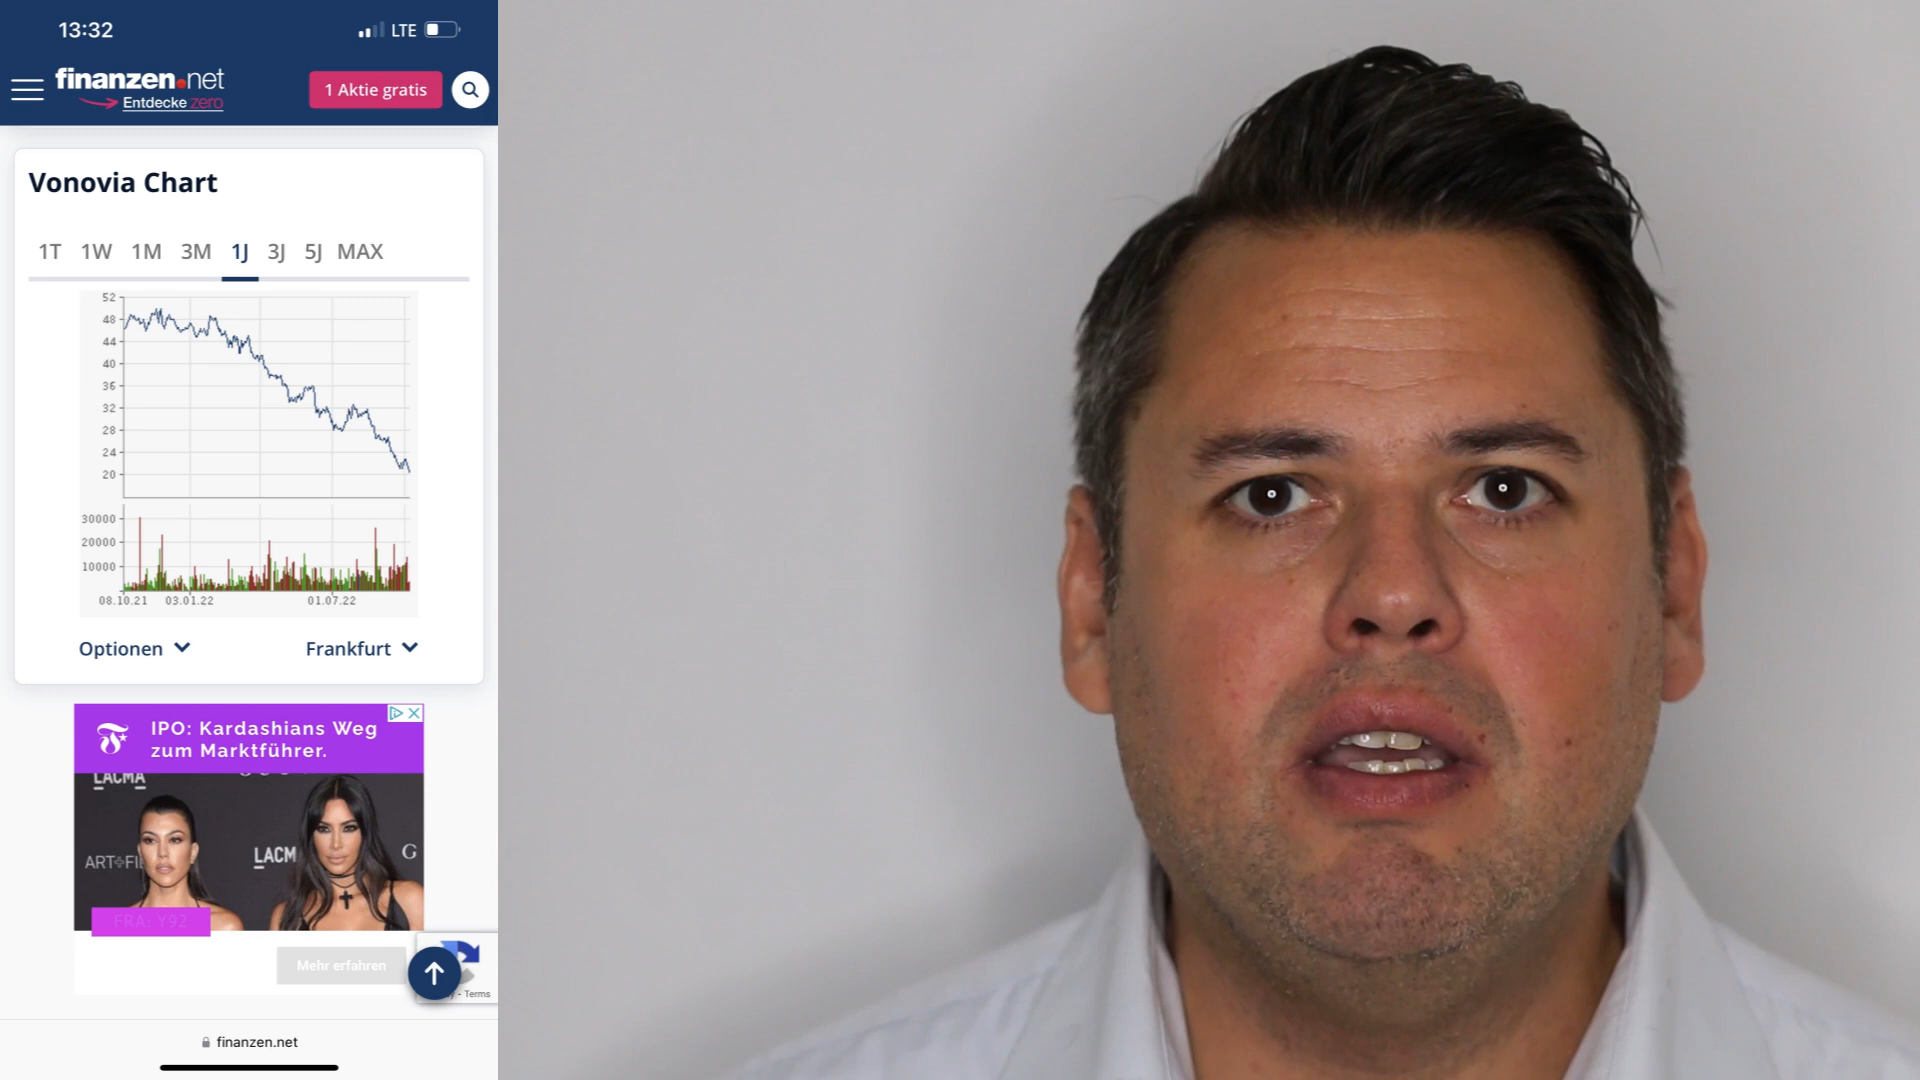 13:32
LTE
finanzen.net
Entdecke zero
1 Aktie gratis
Vonovia Chart
1T 1W 1M 3M 1J 3J 5J MAX
52
48
44
40
36
32
28
24
20
30000
20000
10000
08.10.21 03.01.22 01.07.22
Optionen Frankfurt
IPO: Kardashians Weg
zum Marktführer.
LACMA
ART+FI
LACM
G
FRA: Y92
Mehr erfahren
- Terms
finanzen.net